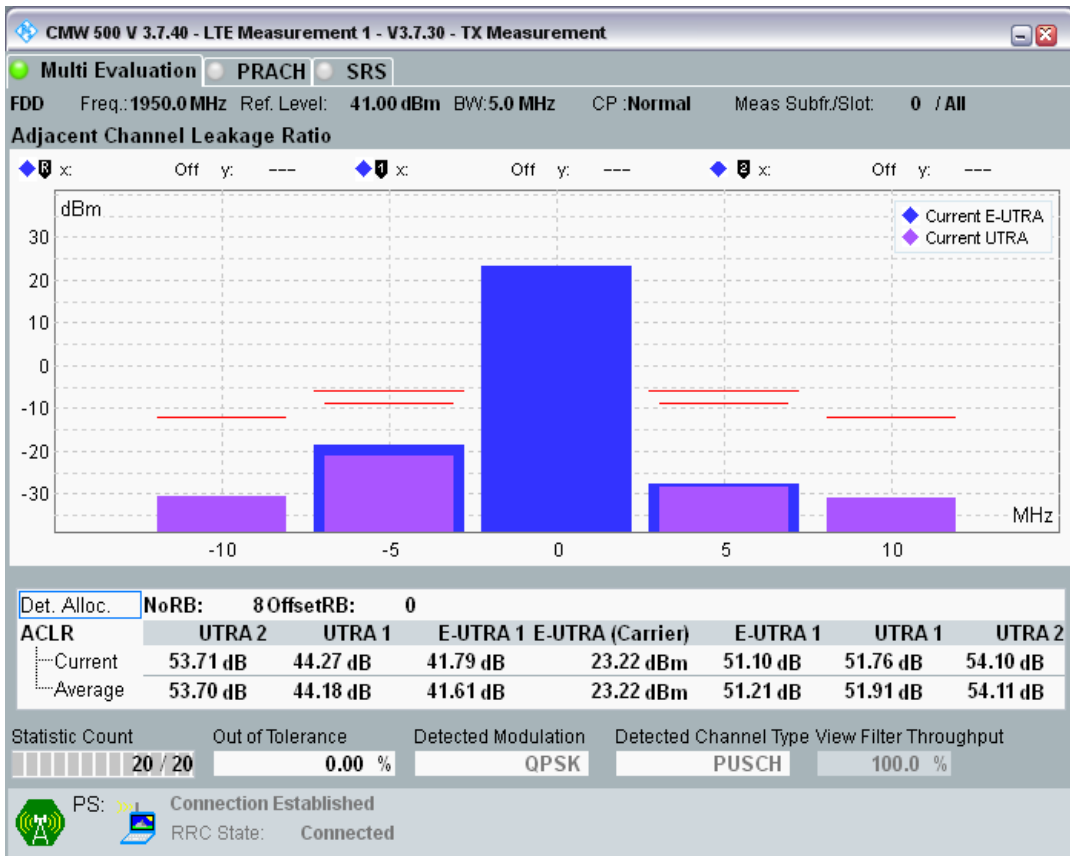 CMW 500 V 3.7.40 - LTE Measurement 1 - V3.7.30 - TX Measurement
Multi Evaluation PRACH SRS
FDD Freq.:1950.0 MHz Ref. Level: 41.00 dBm BW:5.0 MHz CP :Normal Meas Subfr./Slot: 0 / All
Adjacent Channel Leakage Ratio
R x: Off y: --- 1 x: Off y: --- 2 x: Off y: ---
dBm
Current E-UTRA
Current UTRA
30
20
10
0
-10
-20
-30
MHz
-10 -5 0 5 10
Det. Alloc. NoRB: 8 OffsetRB: 0
ACLR UTRA 2 UTRA 1 E-UTRA 1 E-UTRA (Carrier) E-UTRA 1 UTRA 1 UTRA 2
Current 53.71 dB 44.27 dB 41.79 dB 23.22 dBm 51.10 dB 51.76 dB 54.10 dB
Average 53.70 dB 44.18 dB 41.61 dB 23.22 dBm 51.21 dB 51.91 dB 54.11 dB
Statistic Count Out of Tolerance Detected Modulation Detected Channel Type View Filter Throughput
20 / 20 0.00 % QPSK PUSCH 100.0 %
PS: Connection Established
RRC State: Connected